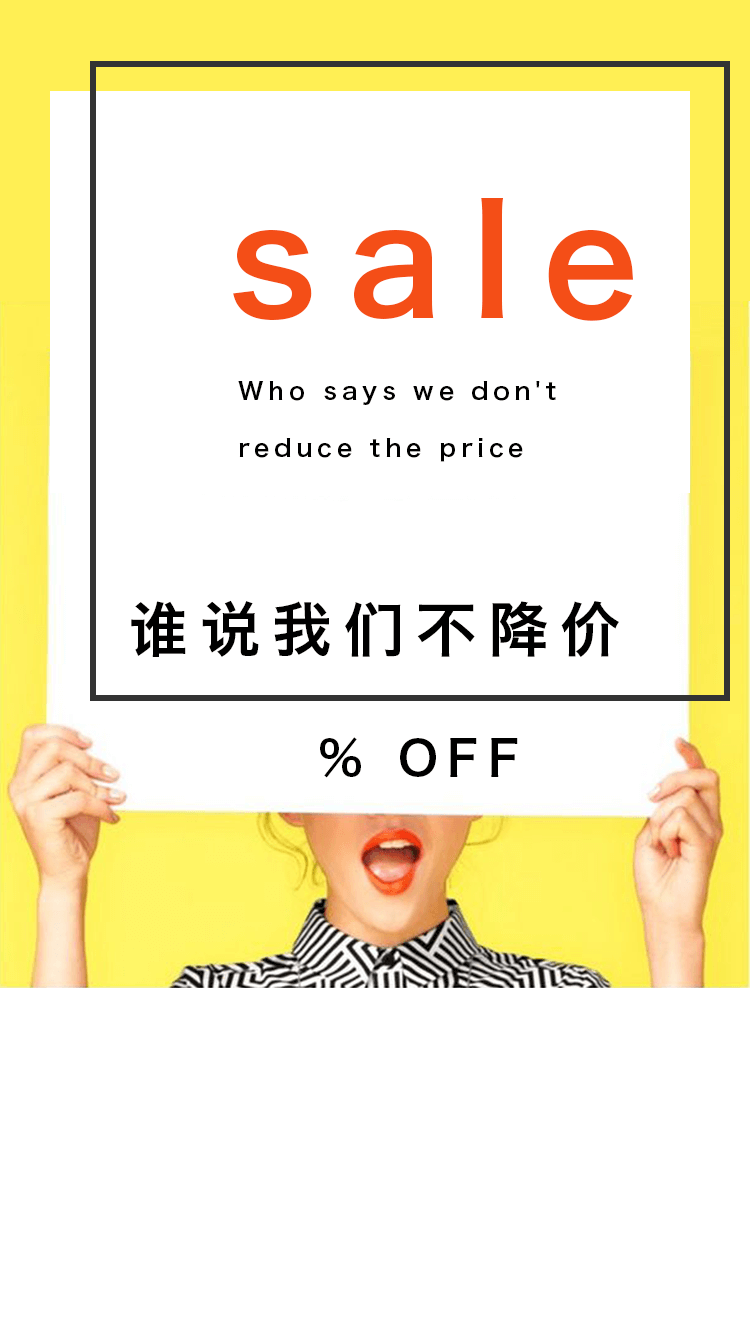 sale
Who says we don't
reduce the price
谁说我们不降价
% OFF